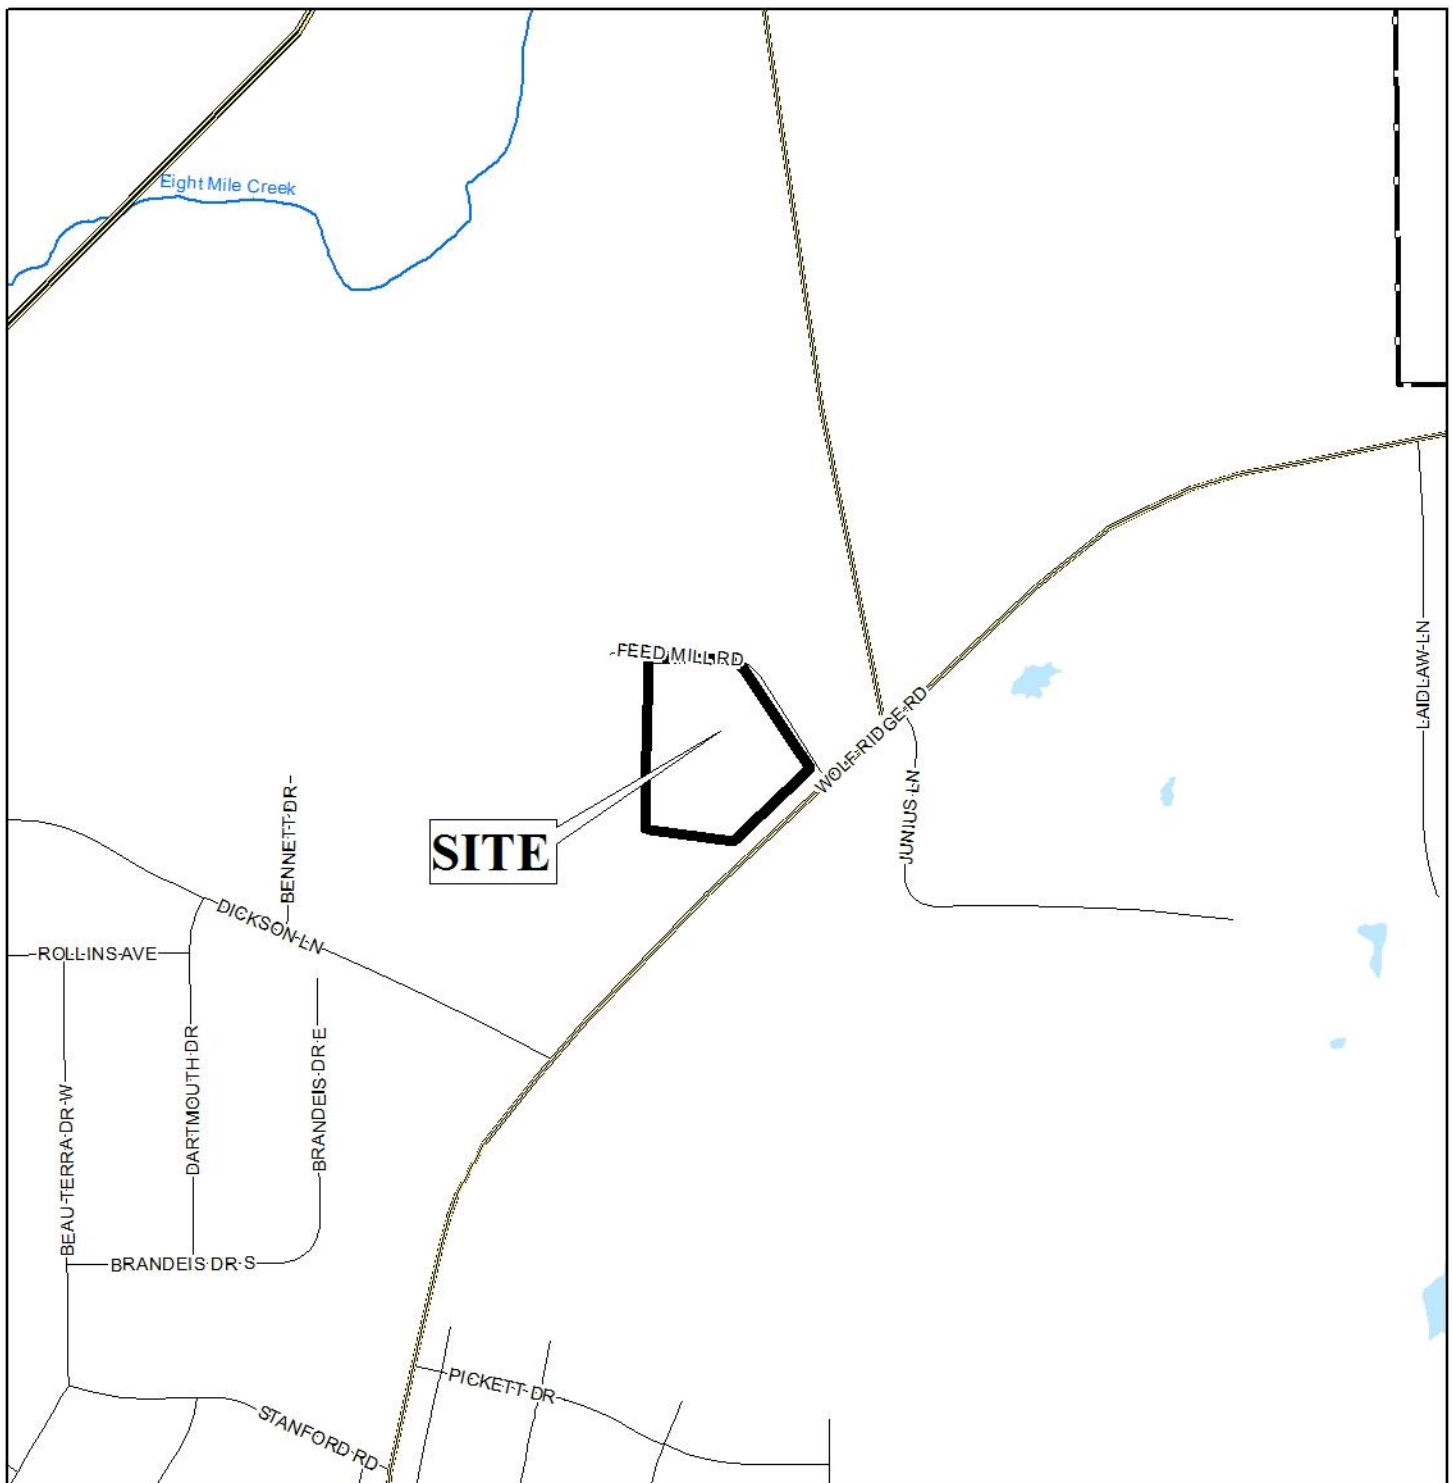 Eight Mile Creek
FEED MILL RD
WOLF RIDGE RD
LAIDLAW LN
JUNIUS LN
SITE
BENNETT DR
DICKSON LN
ROLLINS AVE
DARTMOUTH DR
BRANDEIS DR E
BEAU TERRA DR W
BRANDEIS DR S
PICKETT DR
STANFORD RD